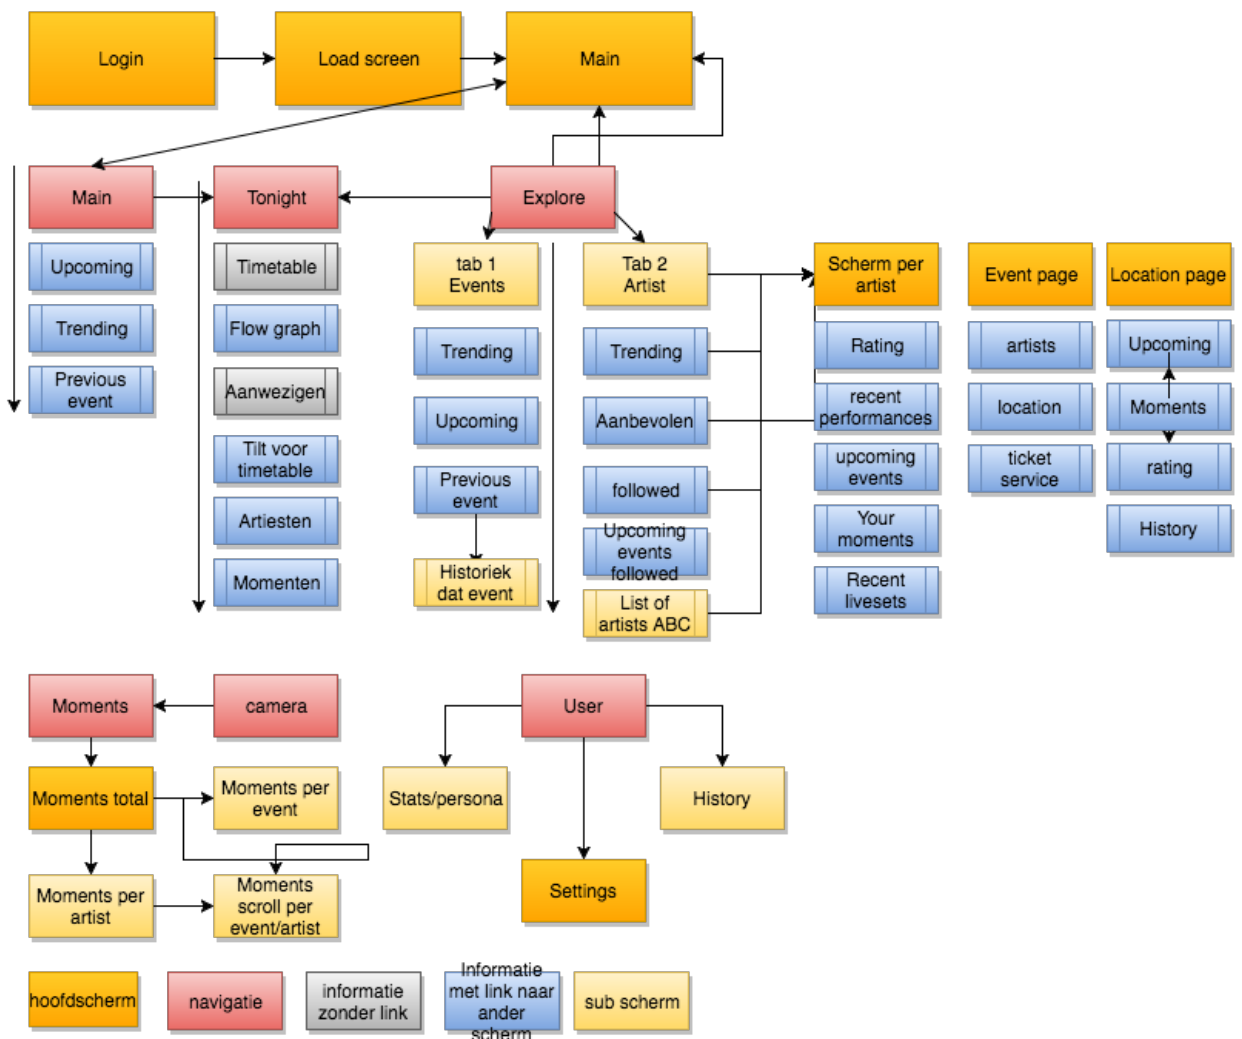 Login
Load screen
Main
Main
Tonight
Explore
Upcoming
Trending
Previous
event
Timetable
Flow graph
Aanwezigen
Tilt voor
timetable
Artiesten
Momenten
tab 1
Events
Trending
Upcoming
Previous
event
Historiek
dat event
Tab 2
Artist
Trending
Aanbevolen
followed
Upcoming
events
followed
List of
artists ABC
Scherm per
artist
Rating
recent
performances
upcoming
events
Your
moments
Recent
livesets
Event page
artists
location
ticket
service
Location page
Upcoming
Moments
rating
History
Moments
camera
User
Moments total
Moments per
event
Stats/persona
History
Moments per
artist
Moments
scroll per
event/artist
Settings
hoofdscherm
navigatie
informatie
zonder link
Informatie
met link naar
ander
scherm
sub scherm